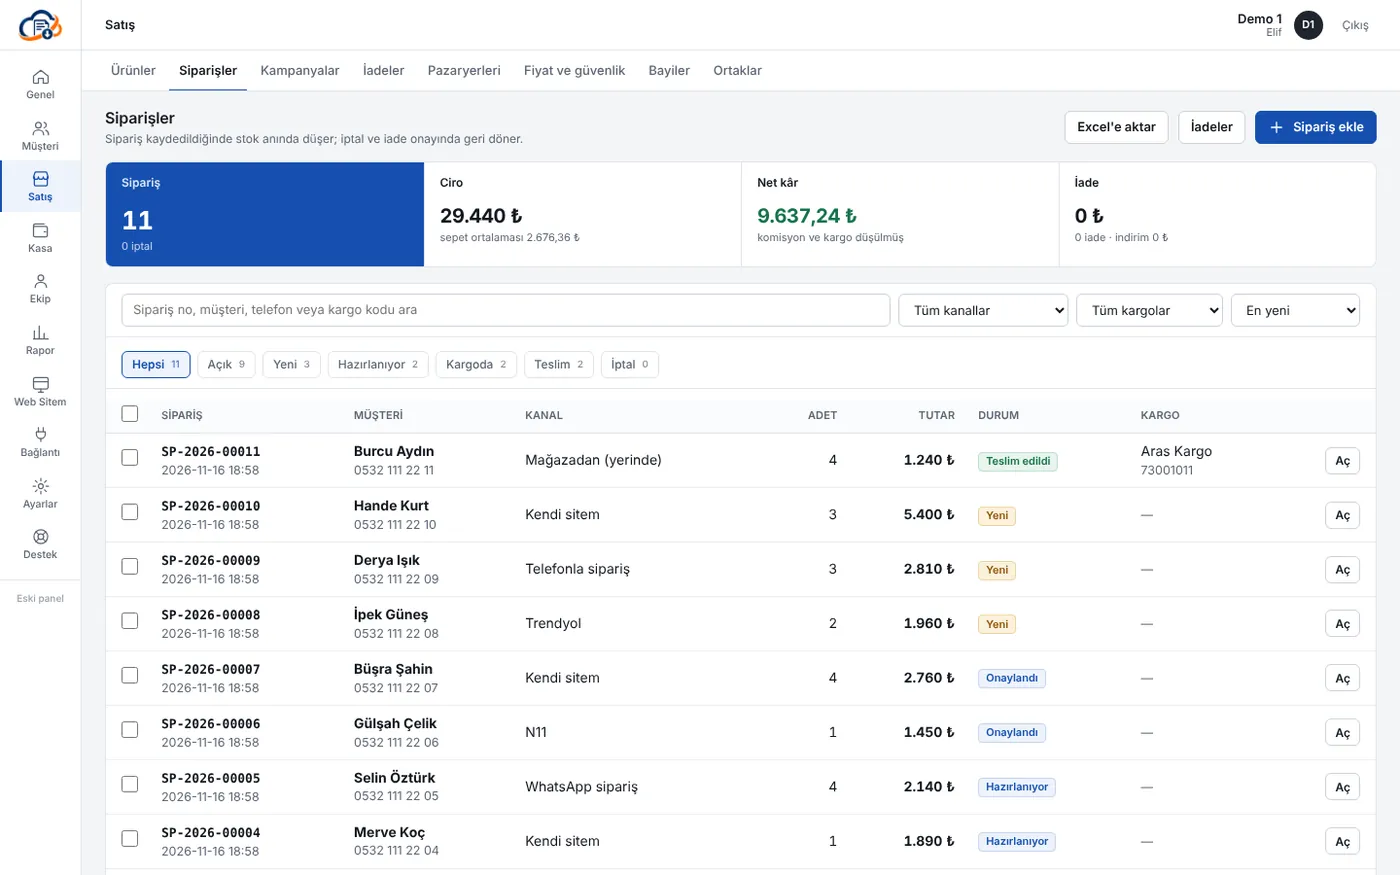 Satış
Demo 1
Elif
D1
Çıkış
Genel
Müşteri
Satış
Kasa
Ekip
Rapor
Web Sitem
Bağlantı
Ayarlar
Destek
Eski panel
Ürünler Siparişler Kampanyalar İadeler Pazaryerleri Fiyat ve güvenlik Bayiler Ortaklar
Siparişler
Sipariş kaydedildiğinde stok anında düşer; iptal ve iade onayında geri döner.
Excel'e aktar İadeler + Sipariş ekle
Sipariş
11
0 iptal
Ciro
29.440 ₺
sepet ortalaması 2.676,36 ₺
Net kâr
9.637,24 ₺
komisyon ve kargo düşülmüş
İade
0 ₺
0 iade · indirim 0 ₺
Sipariş no, müşteri, telefon veya kargo kodu ara Tüm kanallar Tüm kargolar En yeni
Hepsi 11 Açık 9 Yeni 3 Hazırlanıyor 2 Kargoda 2 Teslim 2 İptal 0
SİPARİŞ MÜŞTERİ KANAL ADET TUTAR DURUM KARGO
SP-2026-00011 Burcu Aydın Mağazadan (yerinde) 4 1.240 ₺ Teslim edildi Aras Kargo Aç
2026-11-16 18:58 0532 111 22 11 73001011
SP-2026-00010 Hande Kurt Kendi sitem 3 5.400 ₺ Yeni — Aç
2026-11-16 18:58 0532 111 22 10
SP-2026-00009 Derya Işık Telefonla sipariş 3 2.810 ₺ Yeni — Aç
2026-11-16 18:58 0532 111 22 09
SP-2026-00008 İpek Güneş Trendyol 2 1.960 ₺ Yeni — Aç
2026-11-16 18:58 0532 111 22 08
SP-2026-00007 Büşra Şahin Kendi sitem 4 2.760 ₺ Onaylandı — Aç
2026-11-16 18:58 0532 111 22 07
SP-2026-00006 Gülşah Çelik N11 1 1.450 ₺ Onaylandı — Aç
2026-11-16 18:58 0532 111 22 06
SP-2026-00005 Selin Öztürk WhatsApp sipariş 4 2.140 ₺ Hazırlanıyor — Aç
2026-11-16 18:58 0532 111 22 05
SP-2026-00004 Merve Koç Kendi sitem 1 1.890 ₺ Hazırlanıyor — Aç
2026-11-16 18:58 0532 111 22 04